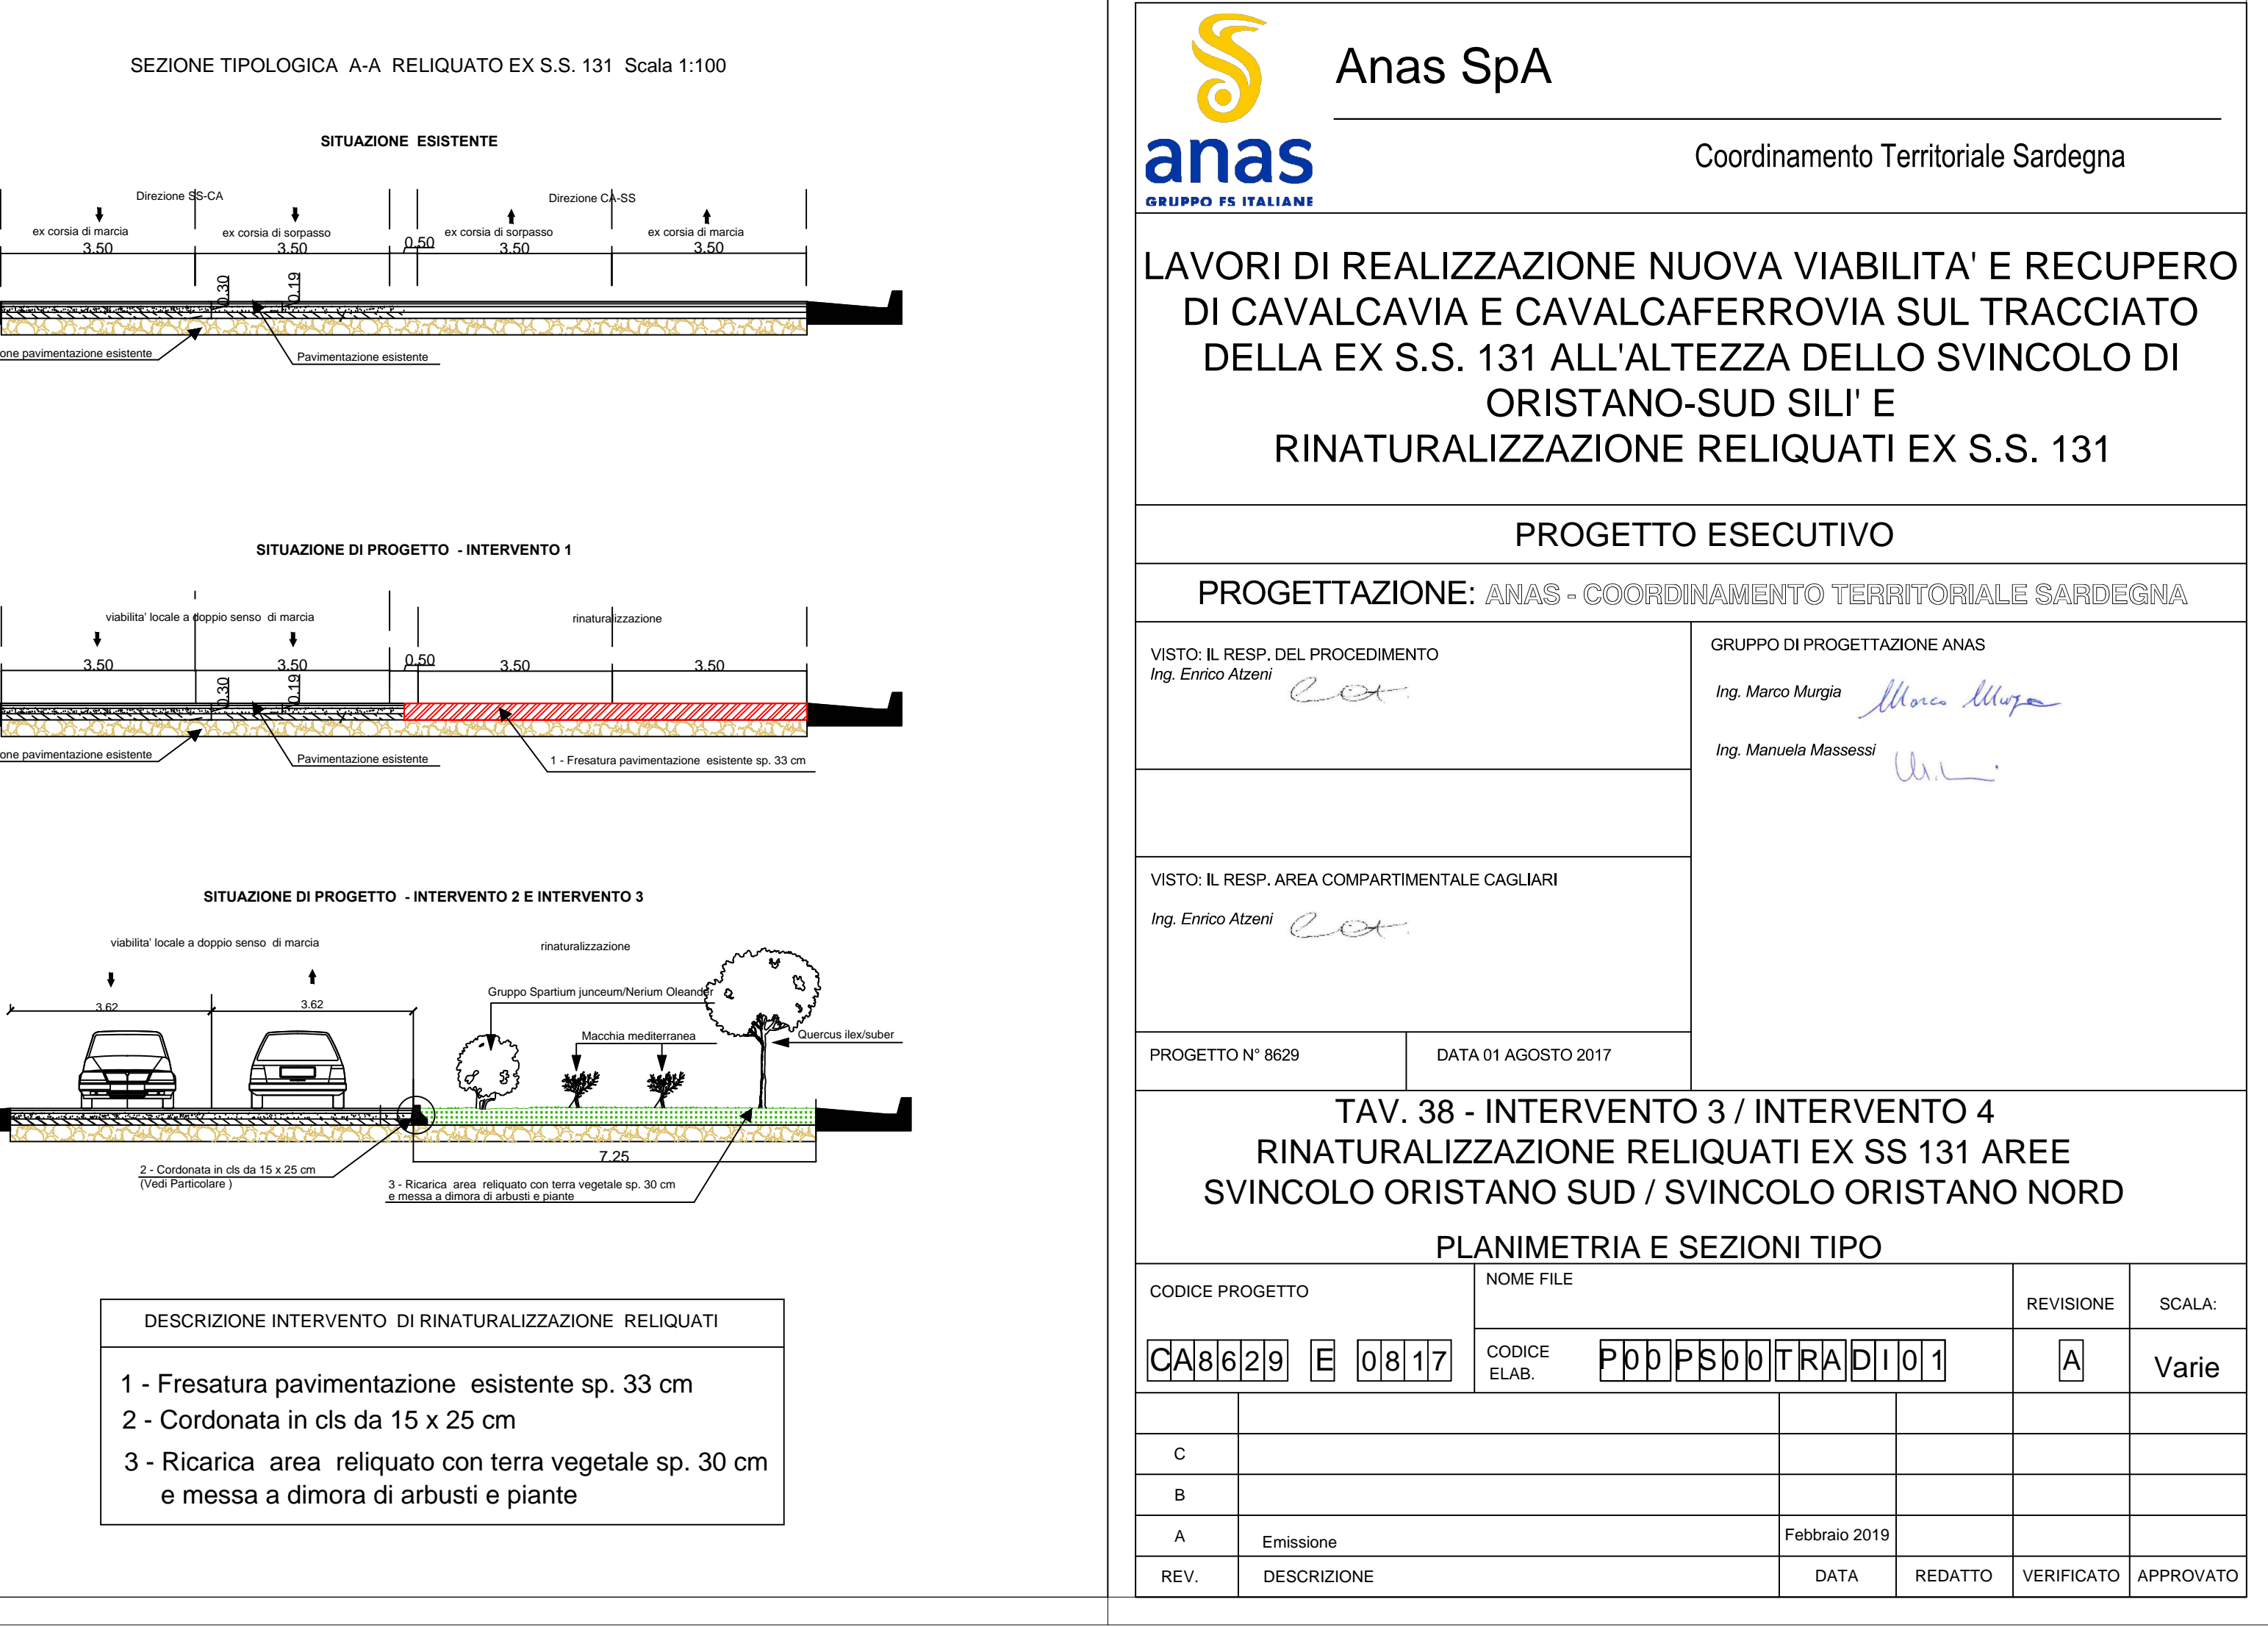 SEZIONE TIPOLOGICA A-A RELIQUATO EX S.S. 131 Scala 1:100
SITUAZIONE ESISTENTE
Direzione SS-CA
Direzione CA-SS
ex corsia di marcia
ex corsia di sorpasso
ex corsia di sorpasso
ex corsia di marcia
3.50
3.50
0.50
3.50
3.50
0.30
0.19
one pavimentazione esistente
Pavimentazione esistente
SITUAZIONE DI PROGETTO - INTERVENTO 1
viabilita' locale a doppio senso di marcia
rinaturalizzazione
3.50
3.50
0.50
3.50
3.50
0.30
0.19
one pavimentazione esistente
Pavimentazione esistente
1 - Fresatura pavimentazione esistente sp. 33 cm
SITUAZIONE DI PROGETTO - INTERVENTO 2 E INTERVENTO 3
viabilita' locale a doppio senso di marcia
rinaturalizzazione
3.62
3.62
Gruppo Spartium junceum/Nerium Oleander
Macchia mediterranea
Quercus ilex/suber
7.25
2 - Cordonata in cls da 15 x 25 cm
(Vedi Particolare )
3 - Ricarica area reliquato con terra vegetale sp. 30 cm
e messa a dimora di arbusti e piante
DESCRIZIONE INTERVENTO DI RINATURALIZZAZIONE RELIQUATI
1 - Fresatura pavimentazione esistente sp. 33 cm
2 - Cordonata in cls da 15 x 25 cm
3 - Ricarica area reliquato con terra vegetale sp. 30 cm
e messa a dimora di arbusti e piante
anas
GRUPPO FS ITALIANE
Anas SpA
Coordinamento Territoriale Sardegna
LAVORI DI REALIZZAZIONE NUOVA VIABILITA' E RECUPERO
DI CAVALCAVIA E CAVALCAFERROVIA SUL TRACCIATO
DELLA EX S.S. 131 ALL'ALTEZZA DELLO SVINCOLO DI
ORISTANO-SUD SILI' E
RINATURALIZZAZIONE RELIQUATI EX S.S. 131
PROGETTO ESECUTIVO
PROGETTAZIONE: ANAS - COORDINAMENTO TERRITORIALE SARDEGNA
VISTO: IL RESP. DEL PROCEDIMENTO
Ing. Enrico Atzeni
GRUPPO DI PROGETTAZIONE ANAS
Ing. Marco Murgia
Ing. Manuela Massessi
VISTO: IL RESP. AREA COMPARTIMENTALE CAGLIARI
Ing. Enrico Atzeni
PROGETTO N° 8629
DATA 01 AGOSTO 2017
TAV. 38 - INTERVENTO 3 / INTERVENTO 4
RINATURALIZZAZIONE RELIQUATI EX SS 131 AREE
SVINCOLO ORISTANO SUD / SVINCOLO ORISTANO NORD
PLANIMETRIA E SEZIONI TIPO
CODICE PROGETTO
NOME FILE
REVISIONE
SCALA:
CA8629 E 0817
CODICE
ELAB.
P00PS00TRADI01
A
Varie
C
B
A
Emissione
Febbraio 2019
REV.
DESCRIZIONE
DATA
REDATTO
VERIFICATO
APPROVATO